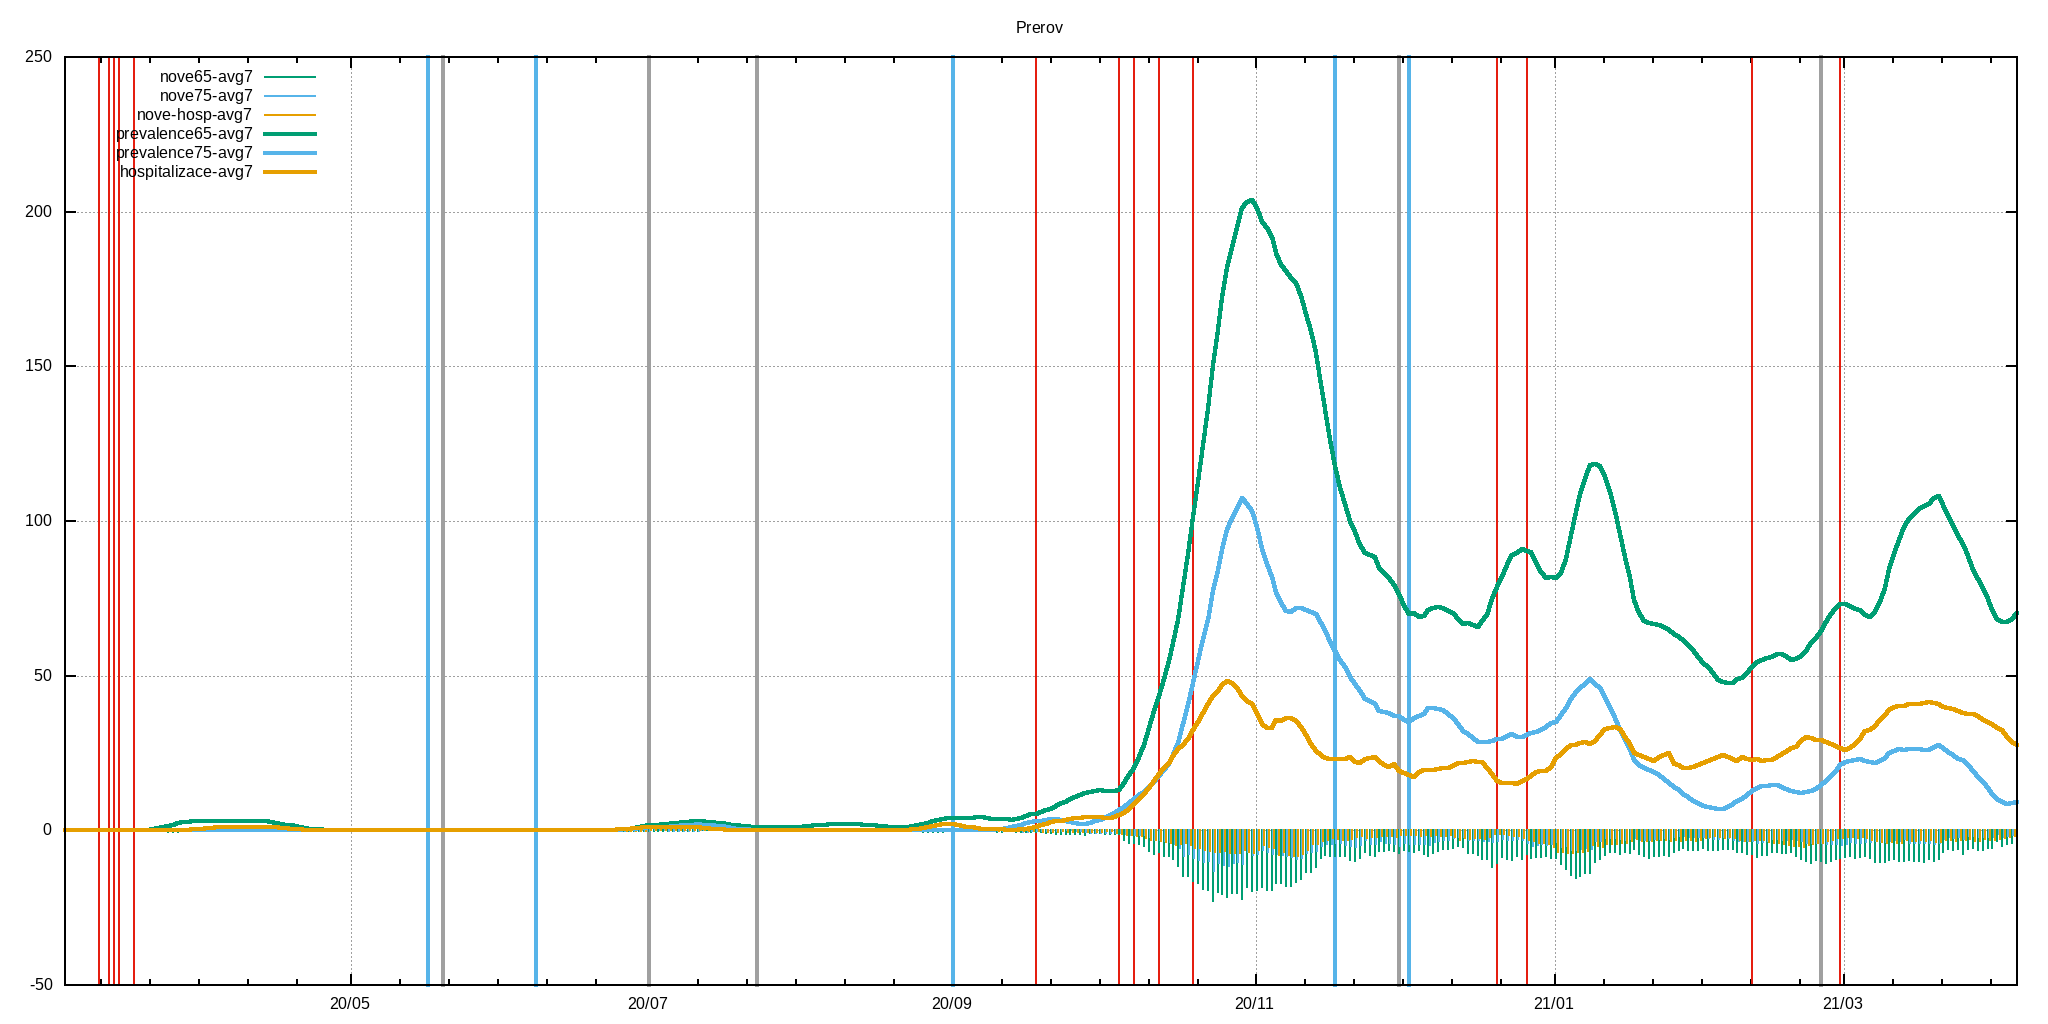 Prerov
250
nove65-avg7
nove75-avg7
nove-hosp-avg7
prevalence65-avg7
prevalence75-avg7
hospitalizace-avg7
200
150
100
50
0
-50
20/05
20/07
20/09
20/11
21/01
21/03